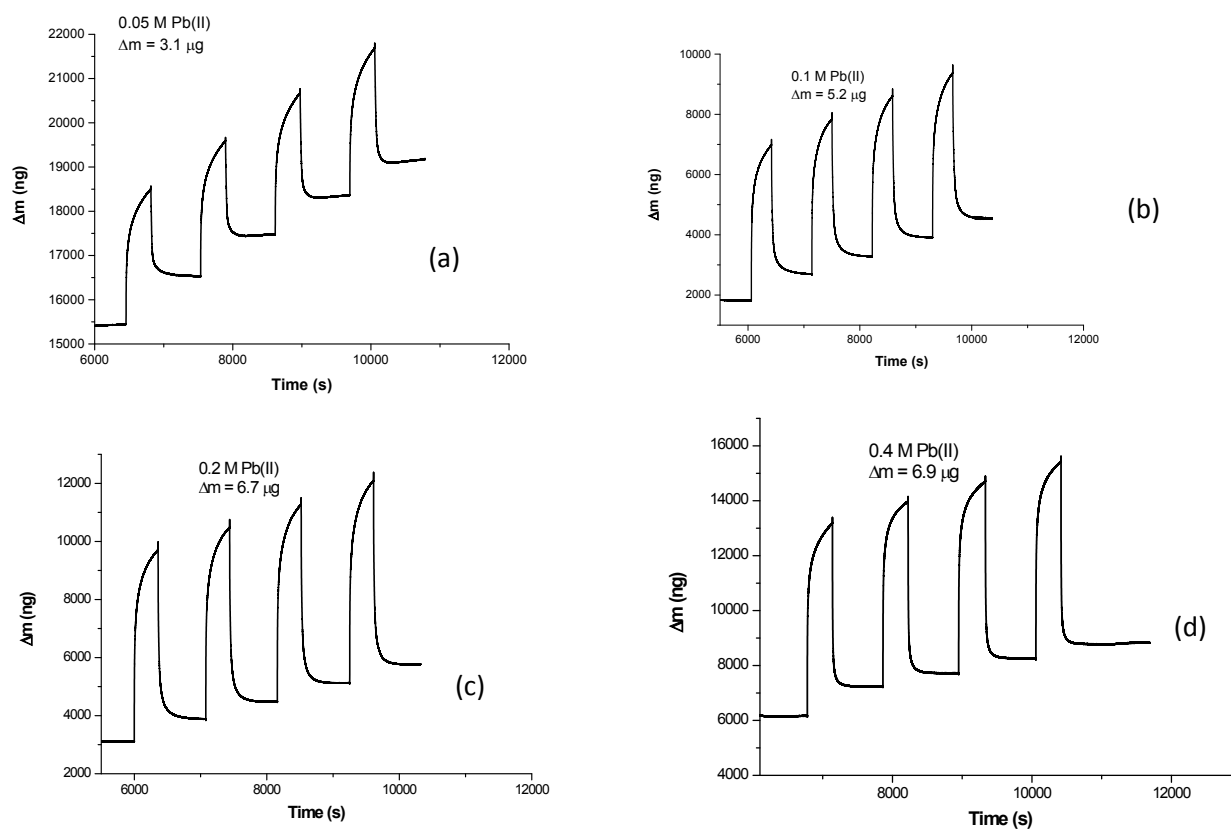 0.05 M Pb(II)
Δm = 3.1 μg
22000
21000
20000
19000
18000
17000
16000
15000
Δm (ng)
(a)
6000 8000 10000 12000
Time (s)
0.1 M Pb(II)
Δm = 5.2 μg
10000
8000
6000
4000
2000
Δm (ng)
(b)
6000 8000 10000 12000
Time (s)
0.2 M Pb(II)
Δm = 6.7 μg
12000
10000
8000
6000
4000
2000
Δm (ng)
(c)
6000 8000 10000 12000
Time (s)
0.4 M Pb(II)
Δm = 6.9 μg
16000
14000
12000
10000
8000
6000
4000
Δm (ng)
(d)
8000 10000 12000
Time (s)